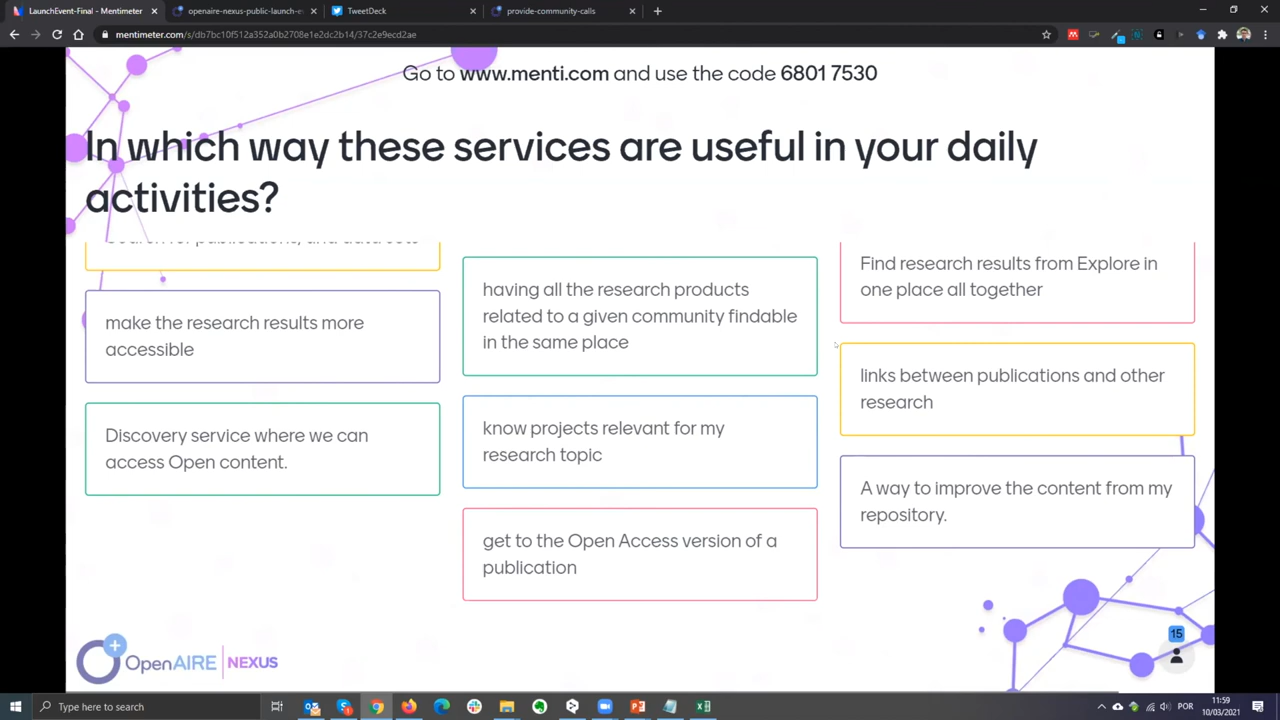 LaunchEvent-Final - Mentimeter
openaire-nexus-public-launch-e
TweetDeck
provide-community-calls
mentimeter.com/s/db7bc10f512a352a0b2708e1e2dc2b14/37c2e9ecd2ae
Go to www.menti.com and use the code 6801 7530
In which way these services are useful in your daily
activities?
make the research results more
accessible
Discovery service where we can
access Open content.
having all the research products
related to a given community findable
in the same place
know projects relevant for my
research topic
get to the Open Access version of a
publication
Find research results from Explore in
one place all together
links between publications and other
research
A way to improve the content from my
repository.
15
OpenAIRE NEXUS
Type here to search
POR
11:59
10/03/2021